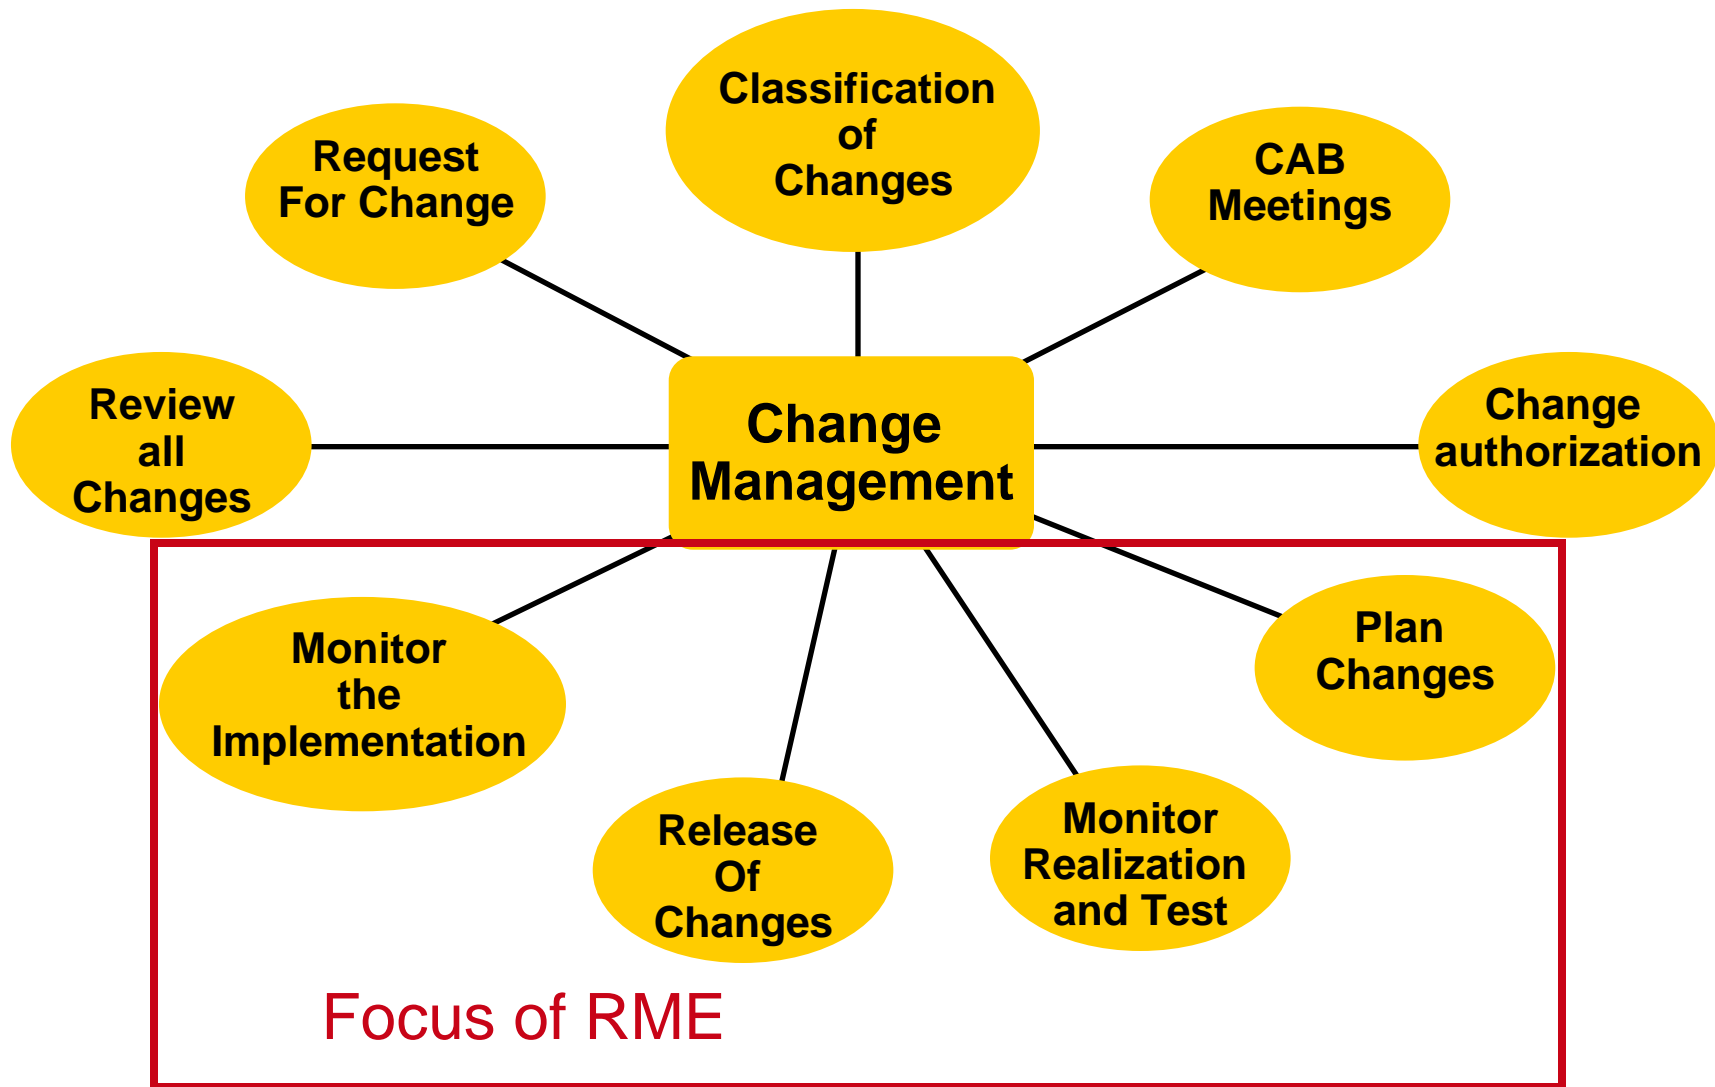 Classification
of
Changes
Request
For Change
CAB
Meetings
Review
all
Changes
Change
Management
Change
authorization
Monitor
the
Implementation
Plan
Changes
Release
Of
Changes
Monitor
Realization
and Test
Focus of RME